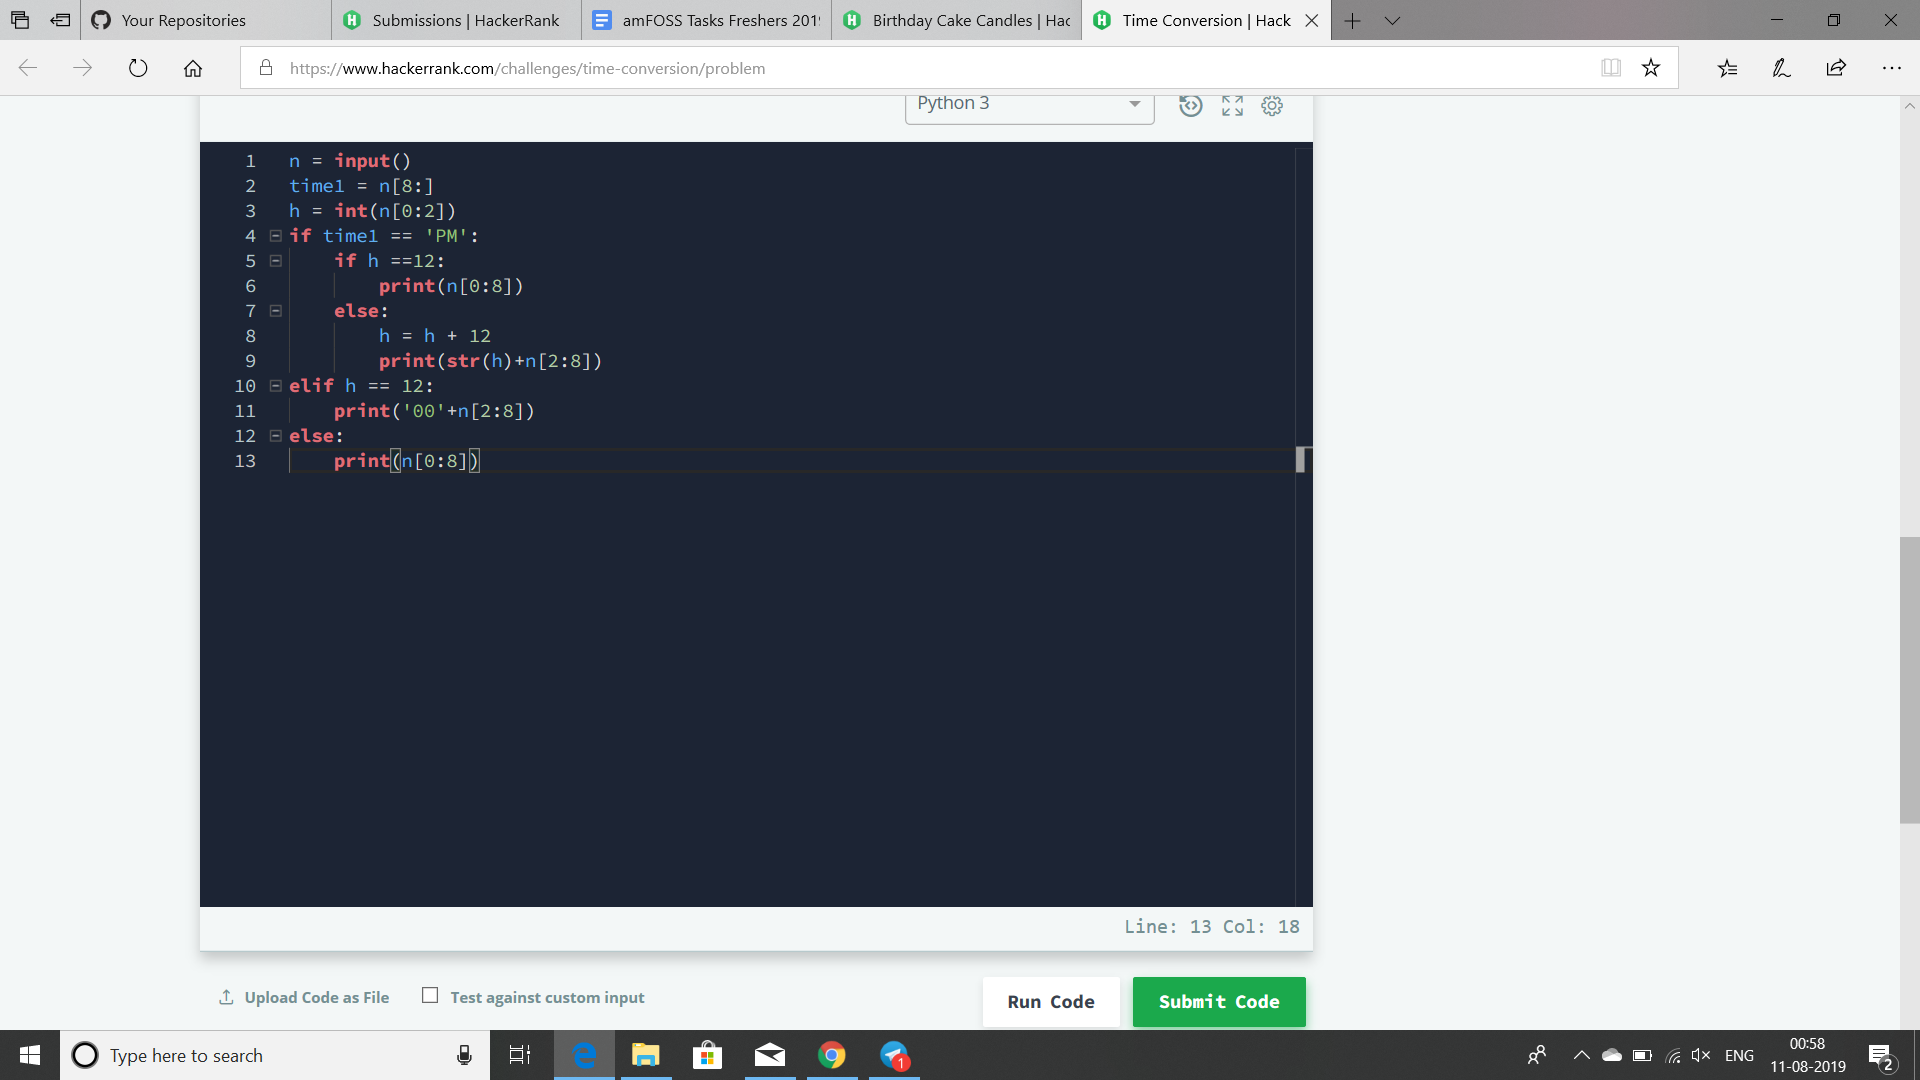 Your Repositories
Submissions | HackerRank
amFOSS Tasks Freshers 201
Birthday Cake Candles | Hac
Time Conversion | Hack
https://www.hackerrank.com/challenges/time-conversion/problem
Python 3
1 n = input()
2 time1 = n[8:]
3 h = int(n[0:2])
4 if time1 == 'PM':
5 if h ==12:
6 print(n[0:8])
7 else:
8 h = h + 12
9 print(str(h)+n[2:8])
10 elif h == 12:
11 print('00'+n[2:8])
12 else:
13 print(n[0:8])
Line: 13 Col: 18
Upload Code as File
Test against custom input
Run Code
Submit Code
Type here to search
1
ENG
00:58
11-08-2019
2